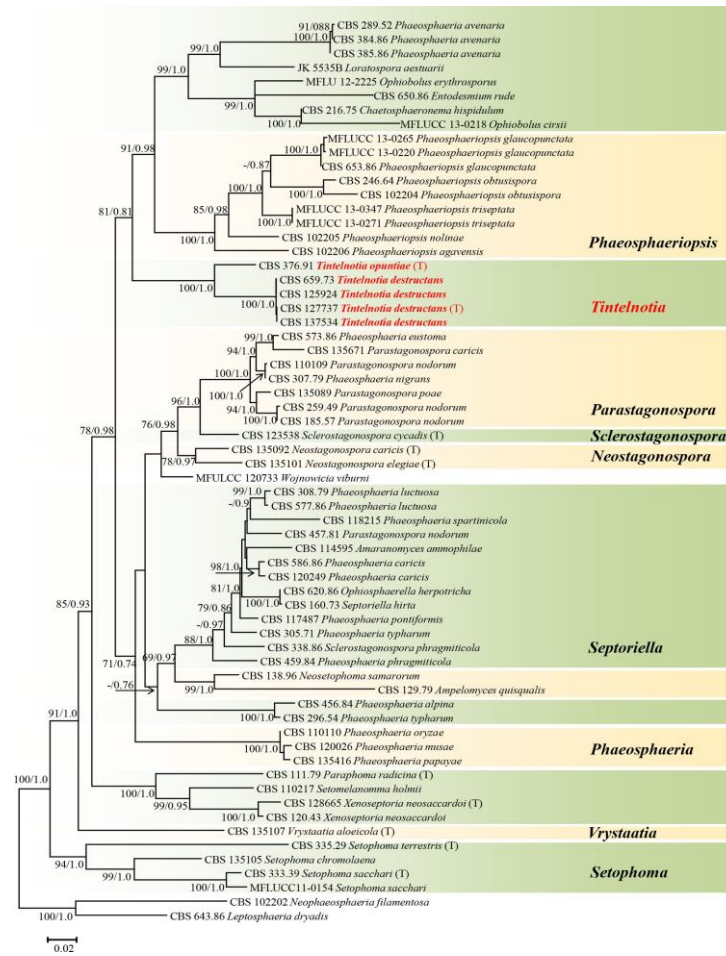 91/088
CBS 289.52 Phaeosphaeria avenaria
100/1.0
CBS 384.86 Phaeosphaeria avenaria
99/1.0
CBS 385.86 Phaeosphaeria avenaria
JK 5535B Loratospora aestuarii
99/1.0
MFLU 12-2225 Ophiobolus erythrosporus
CBS 650.86 Entodesmium rude
99/1.0
CBS 216.75 Chaetosphaeronema hispidulum
100/1.0
MFLUCC 13-0218 Ophiobolus cirsii
MFLUCC 13-0265 Phaeosphaeriopsis glaucopunctata
100/1.0
MFLUCC 13-0220 Phaeosphaeriopsis glaucopunctata
91/0.98
-/0.87
CBS 653.86 Phaeosphaeriopsis glaucopunctata
CBS 246.64 Phaeosphaeriopsis obtusispora
100/1.0
100/1.0
CBS 102204 Phaeosphaeriopsis obtusispora
81/0.81
85/0.98
MFLUCC 13-0347 Phaeosphaeriopsis triseptata
100/1.0
MFLUCC 13-0271 Phaeosphaeriopsis triseptata
100/1.0
CBS 102205 Phaeosphaeriopsis nolinae
Phaeosphaeriopsis
CBS 102206 Phaeosphaeriopsis agavensis
CBS 376.91 Tintelnotia opuntiae (T)
CBS 659.73 Tintelnotia destructans
100/1.0
CBS 125924 Tintelnotia destructans
100/1.0
CBS 127737 Tintelnotia destructans (T)
Tintelnotia
CBS 137534 Tintelnotia destructans
99/1.0
CBS 573.86 Phaeosphaeria eustoma
94/1.0
CBS 135671 Parastagonospora caricis
100/1.0
CBS 110109 Parastagonospora nodorum
CBS 307.79 Phaeosphaeria nigrans
100/1.0
96/1.0
CBS 135089 Parastagonospora poae
94/1.0
CBS 259.49 Parastagonospora nodorum
Parastagonospora
100/1.0
CBS 185.57 Parastagonospora nodorum
76/0.98
CBS 123538 Sclerostagonospora cycadis (T)
Sclerostagonospora
78/0.98
CBS 135092 Neostagonospora caricis (T)
Neostagonospora
78/0.97
CBS 135101 Neostagonospora elegiae (T)
MFULCC 120733 Wojnowicia viburni
99/1.0
CBS 308.79 Phaeosphaeria luctuosa
-/0.9
CBS 577.86 Phaeosphaeria luctuosa
CBS 118215 Phaeosphaeria spartinicola
CBS 457.81 Parastagonospora nodorum
CBS 114595 Amaranomyces ammophilae
98/1.0
CBS 586.86 Phaeosphaeria caricis
CBS 120249 Phaeosphaeria caricis
81/1.0
CBS 620.86 Ophiosphaerella herpotricha
100/1.0
CBS 160.73 Septoriella hirta
79/0.86
CBS 117487 Phaeosphaeria pontiformis
85/0.93
-/0.97
CBS 305.71 Phaeosphaeria typharum
88/1.0
CBS 338.86 Sclerostagonospora phragmiticola
Septoriella
71/0.74
69/0.97
CBS 459.84 Phaeosphaeria phragmiticola
-/0.76
CBS 138.96 Neosetophoma samarorum
99/1.0
CBS 129.79 Ampelomyces quisqualis
CBS 456.84 Phaeosphaeria alpina
91/1.0
100/1.0
CBS 296.54 Phaeosphaeria typharum
CBS 110110 Phaeosphaeria oryzae
CBS 120026 Phaeosphaeria musae
Phaeosphaeria
100/1.0
CBS 135416 Phaeosphaeria papayae
100/1.0
CBS 111.79 Paraphoma radicina (T)
100/1.0
CBS 110217 Setomelanomma holmii
99/0.95
CBS 128665 Xenoseptoria neosaccardoi (T)
100/1.0
CBS 120.43 Xenoseptoria neosaccardoi
CBS 135107 Vrystaatia aloeicola (T)
Vrystaatia
CBS 335.29 Setophoma terrestris (T)
94/1.0
CBS 135105 Setophoma chromolaena
99/1.0
CBS 333.39 Setophoma sacchari (T)
Setophoma
100/1.0
MFLUCC11-0154 Setophoma sacchari
CBS 102202 Neophaeosphaeria filamentosa
100/1.0
CBS 643.86 Leptosphaeria dryadis
0.02